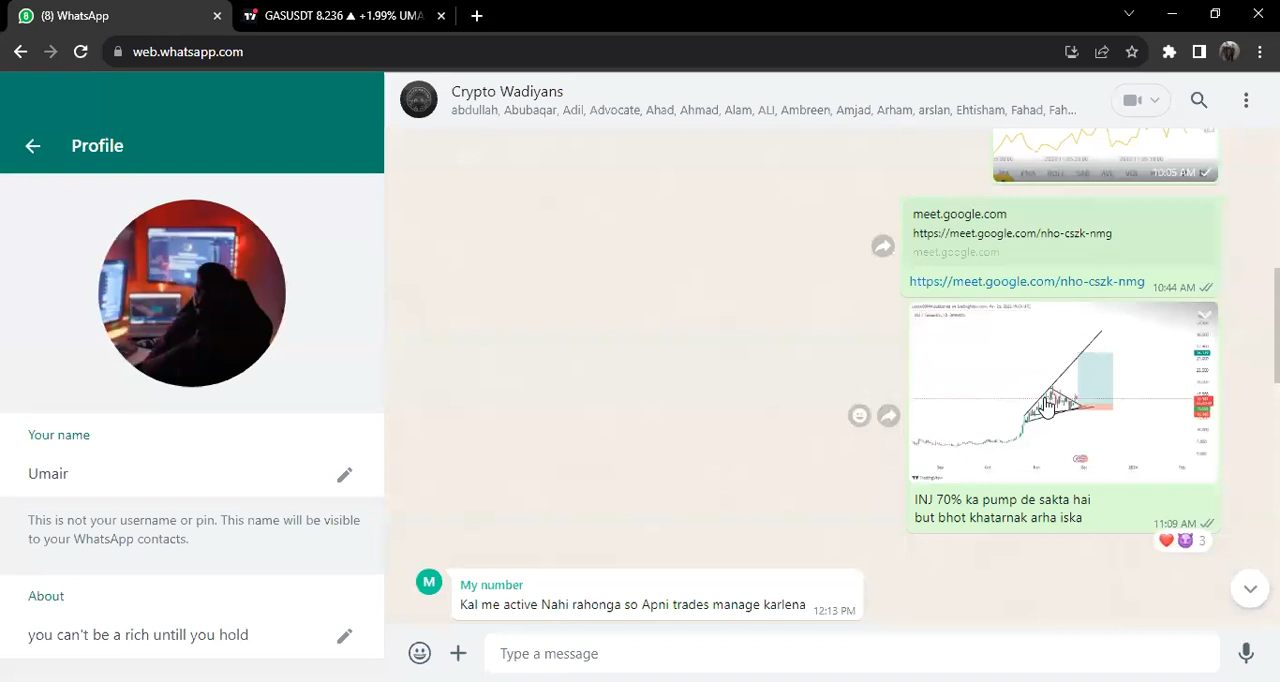 (8) WhatsApp
GASUSDT 8.236 ▲ +1.99% UMA
web.whatsapp.com
Profile
Your name
Umair
This is not your username or pin. This name will be visible
to your WhatsApp contacts.
About
you can't be a rich untill you hold
Crypto Wadiyans
abdullah, Abubaqar, Adil, Advocate, Ahad, Ahmad, Alam, ALI, Ambreen, Amjad, Arham, arslan, Ehtisham, Fahad, Fah...
10:05 AM
meet.google.com
https://meet.google.com/nho-cszk-nmg
meet.google.com
https://meet.google.com/nho-cszk-nmg
10:44 AM
TradingView
INJ 70% ka pump de sakta hai
but bhot khatarnak arha iska
11:09 AM
3
M
My number
Kal me active Nahi rahonga so Apni trades manage karlena
12:13 PM
Type a message